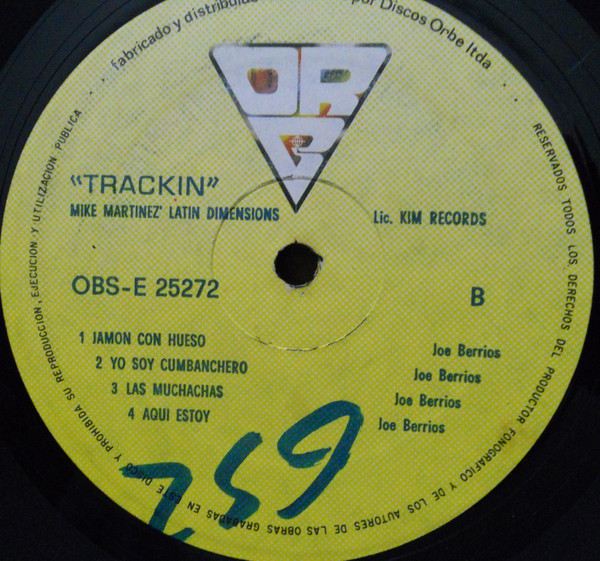 fabricado y distribuido por Discos Orbe ltda
ORBE
"TRACKIN"
MIKE MARTINEZ' LATIN DIMENSIONS
Lic. KIM RECORDS
OBS-E 25272
B
1 JAMON CON HUESO Joe Berrios
2 YO SOY CUMBANCHERO Joe Berrios
3 LAS MUCHACHAS Joe Berrios
4 AQUI ESTOY Joe Berrios
RESERVADOS TODOS LOS DERECHOS DEL PRODUCTOR FONOGRAFICO Y DE LOS AUTORES DE LAS OBRAS GRABADAS EN ESTE DISCO Y PROHIBIDA SU REPRODUCCION, EJECUCION Y UTILIZACION PUBLICA